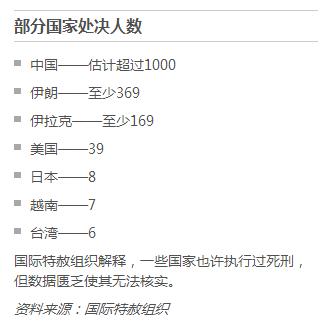 部分国家处决人数
中国——估计超过1000
伊朗——至少369
伊拉克——至少169
美国——39
日本——8
越南——7
台湾——6
国际特赦组织解释，一些国家也许执行过死刑，
但数据匮乏使其无法核实。
资料来源：国际特赦组织